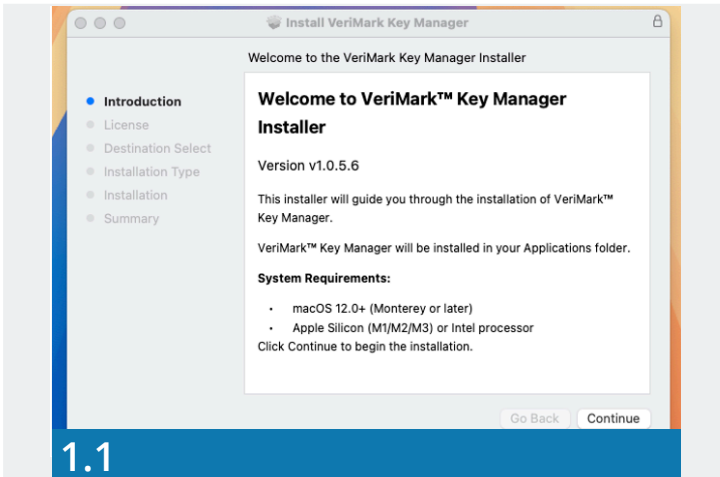 Install VeriMark Key Manager
Welcome to the VeriMark Key Manager Installer
Introduction
License
Destination Select
Installation Type
Installation
Summary
Welcome to VeriMark™ Key Manager
Installer
Version v1.0.5.6
This installer will guide you through the installation of VeriMark™
Key Manager.
VeriMark™ Key Manager will be installed in your Applications folder.
System Requirements:
· macOS 12.0+ (Monterey or later)
· Apple Silicon (M1/M2/M3) or Intel processor
Click Continue to begin the installation.
Go Back Continue
1.1